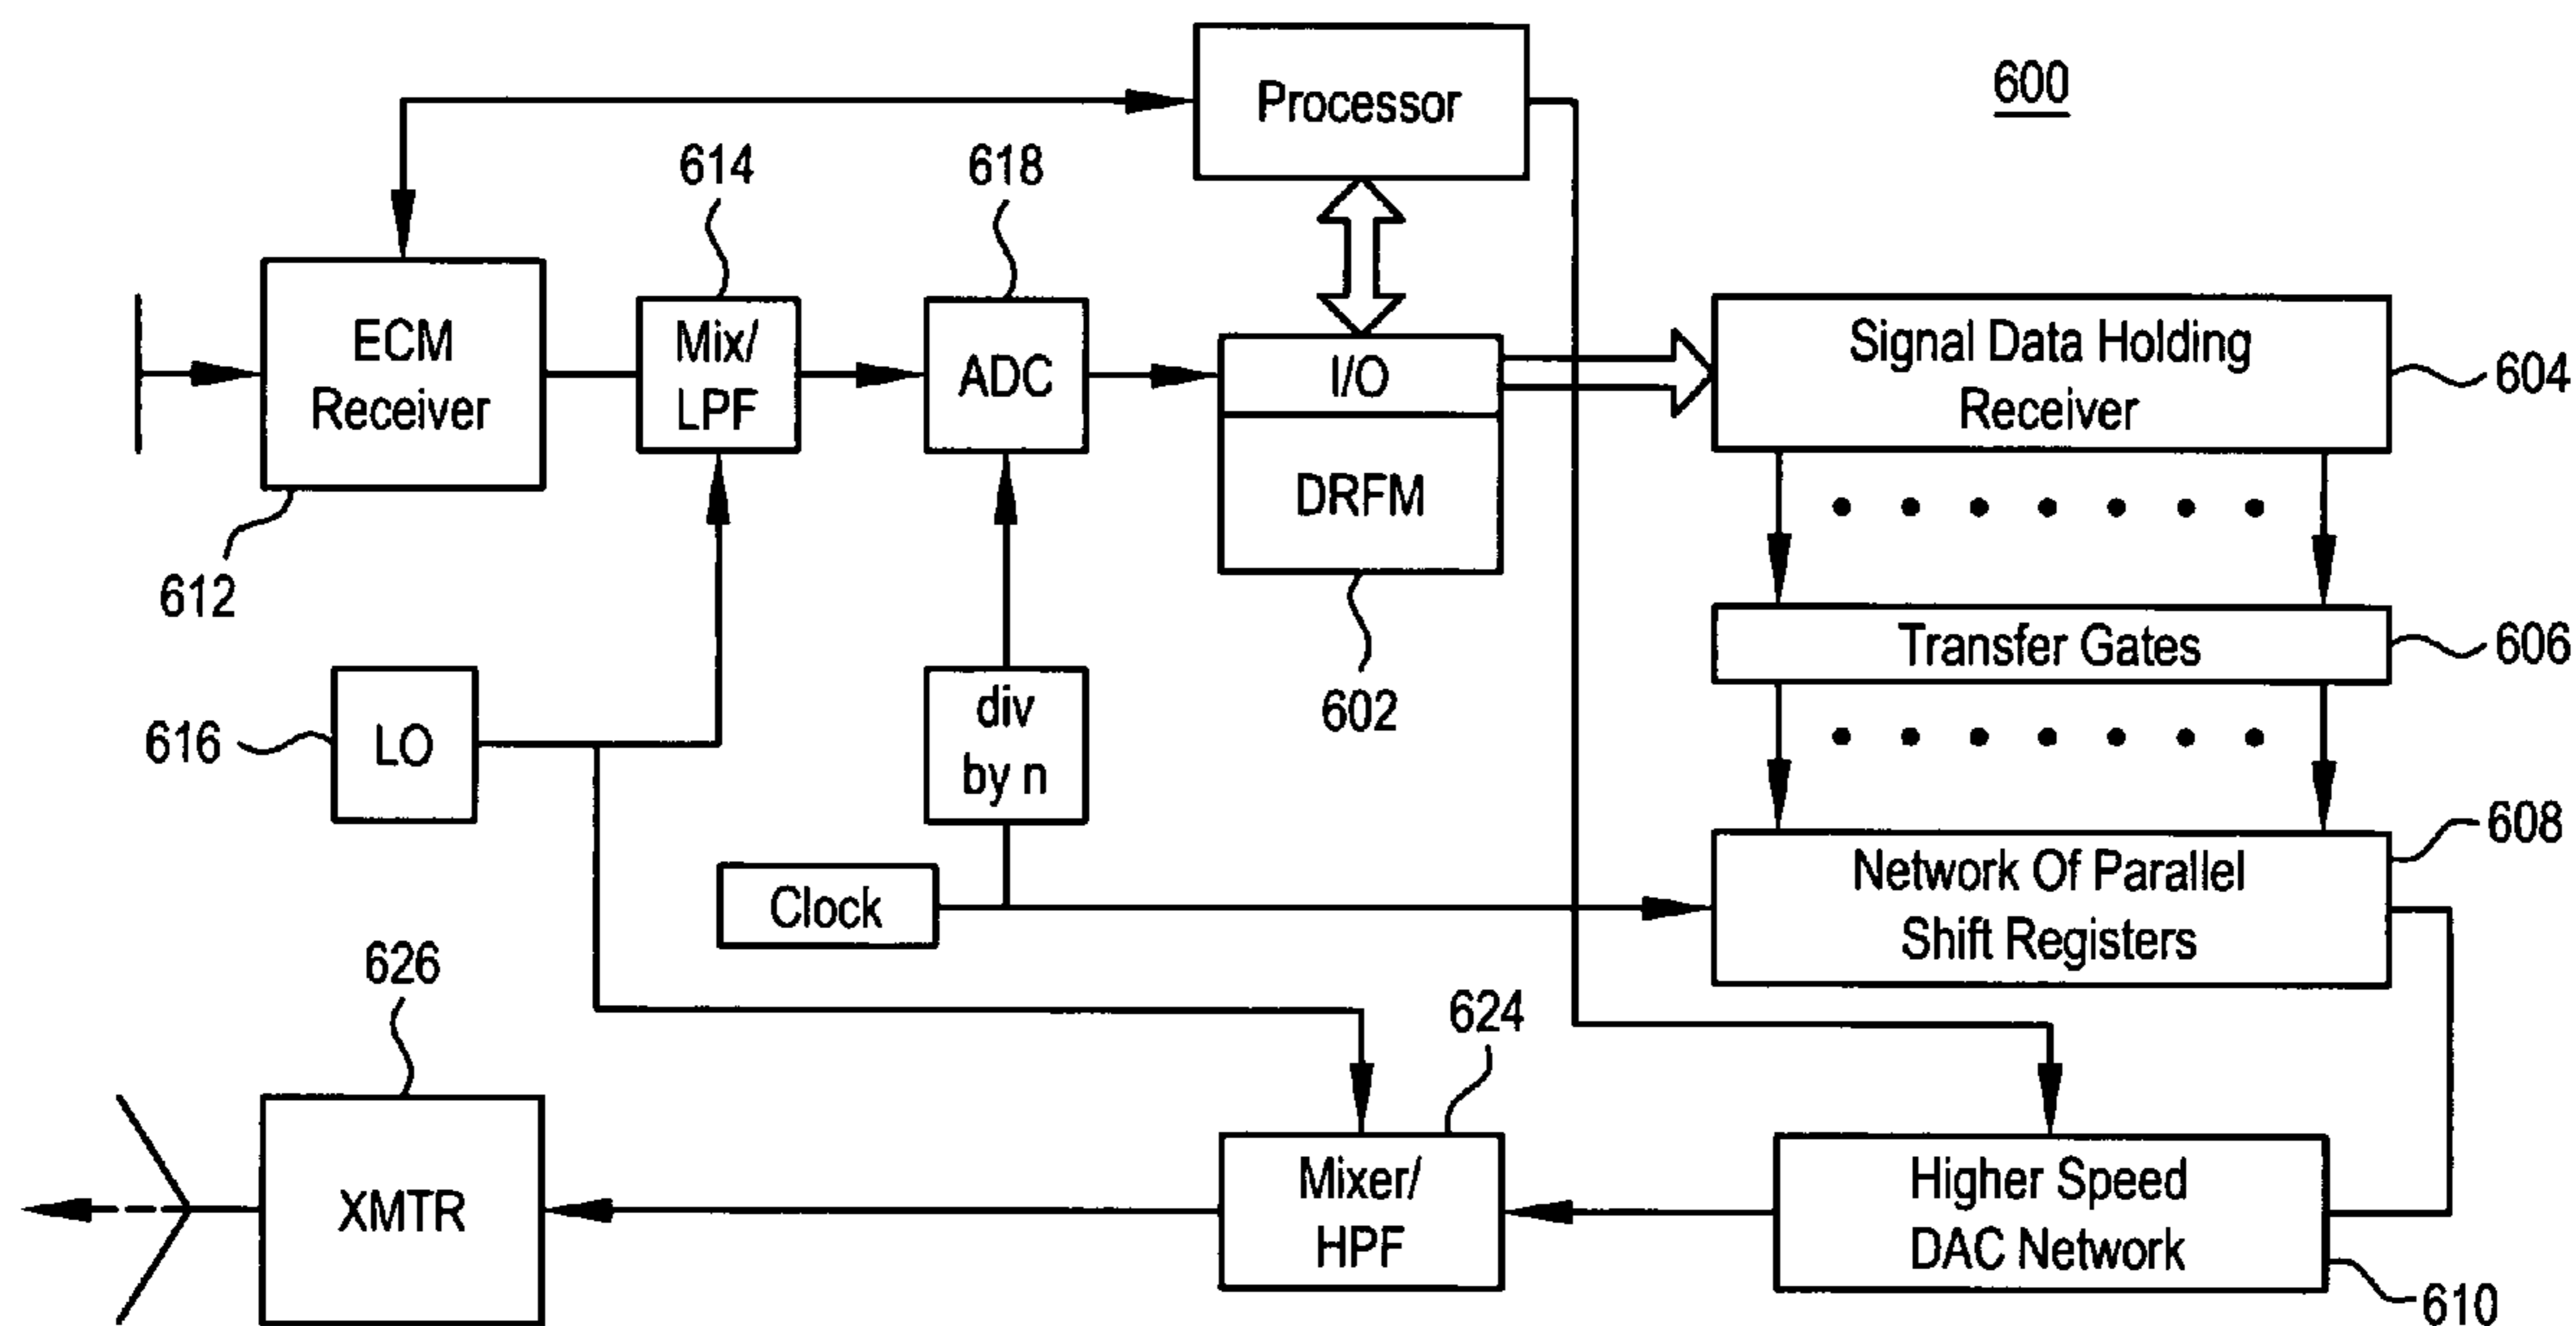 Processor
600
614
618
ECM
Receiver
Mix/
LPF
ADC
I/O
DRFM
Signal Data Holding
Receiver
604
612
602
Transfer Gates
606
616
LO
div
by n
Clock
608
Network Of Parallel
Shift Registers
626
624
XMTR
Mixer/
HPF
Higher Speed
DAC Network
610